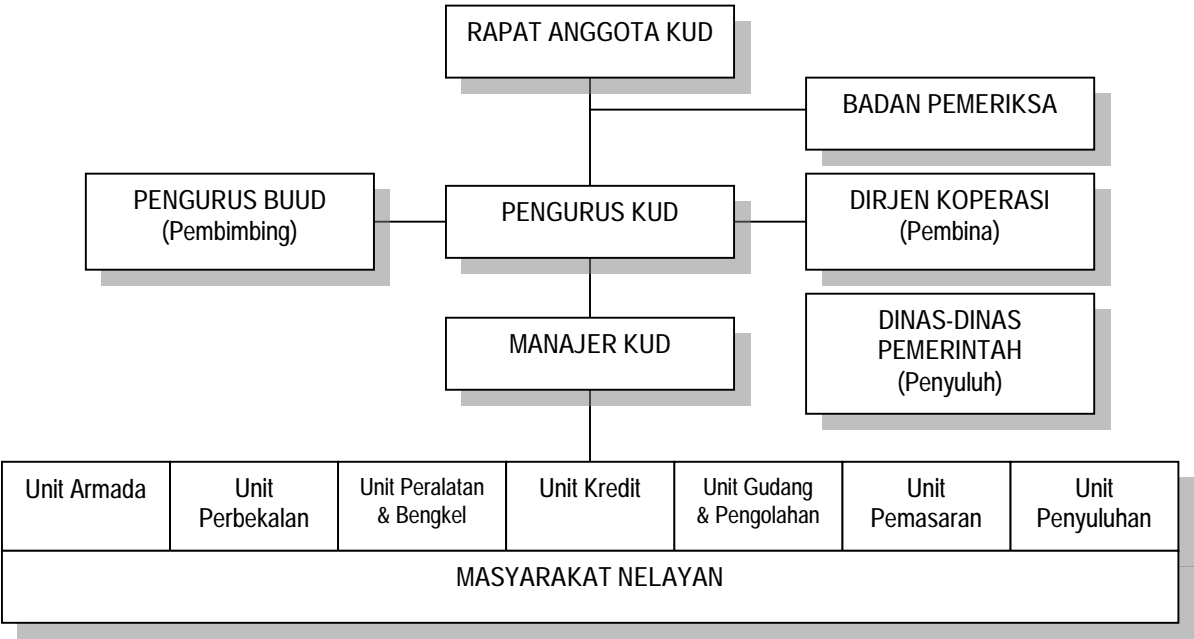 RAPAT ANGGOTA KUD
BADAN PEMERIKSA
PENGURUS BUUD
(Pembimbing)
PENGURUS KUD
DIRJEN KOPERASI
(Pembina)
MANAJER KUD
DINAS-DINAS
PEMERINTAH
(Penyuluh)
Unit Armada
Unit
Perbekalan
Unit Peralatan
& Bengkel
Unit Kredit
Unit Gudang
& Pengolahan
Unit
Pemasaran
Unit
Penyuluhan
MASYARAKAT NELAYAN